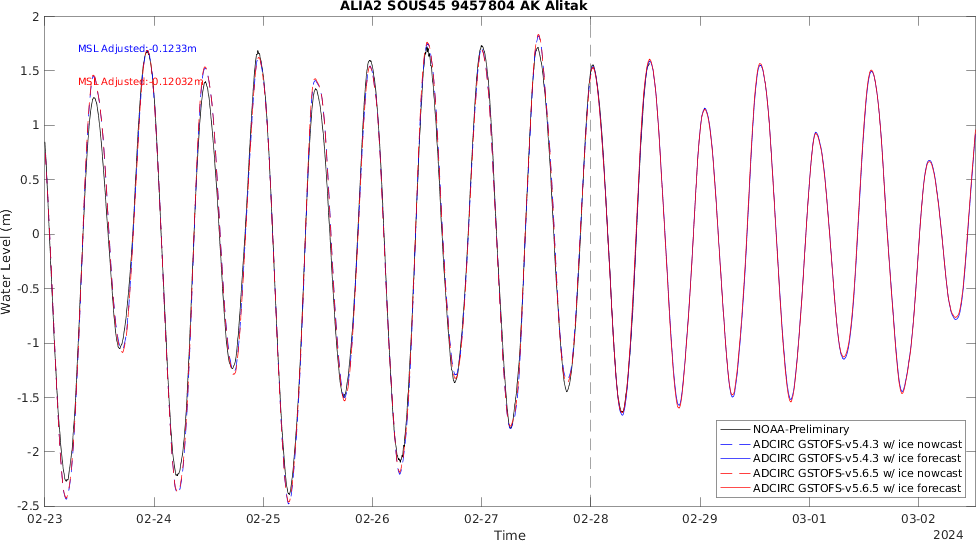 ALIA2 SOUS45 9457804 AK Alitak
MSL Adjusted:-0.1233m
MSL Adjusted:-0.12032m
Water Level (m)
2
1.5
1
0.5
0
-0.5
-1
-1.5
-2
-2.5
NOAA-Preliminary
ADCIRC GSTOFS-v5.4.3 w/ ice nowcast
ADCIRC GSTOFS-v5.4.3 w/ ice forecast
ADCIRC GSTOFS-v5.6.5 w/ ice nowcast
ADCIRC GSTOFS-v5.6.5 w/ ice forecast
02-23 02-24 02-25 02-26 02-27 02-28 02-29 03-01 03-02
Time
2024